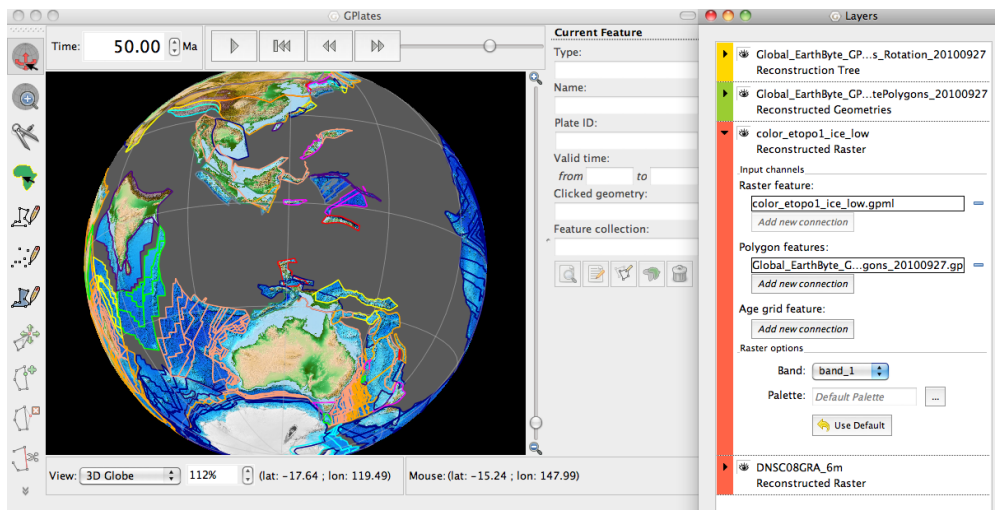 GPlates
Time: 50.00 Ma
Current Feature
Type:
Name:
Plate ID:
Valid time:
from to
Clicked geometry:
Feature collection:
View: 3D Globe 112% (lat: -17.64 ; lon: 119.49) Mouse: (lat: -15.24 ; lon: 147.99)
Layers
Global_EarthByte_GP...s_Rotation_20100927
Reconstruction Tree
Global_EarthByte_GP...tePolygons_20100927
Reconstructed Geometries
color_etopo1_ice_low
Reconstructed Raster
Input channels
Raster feature:
color_etopo1_ice_low.gpml
Add new connection
Polygon features:
Global_EarthByte_G...gons_20100927.gp
Add new connection
Age grid feature:
Add new connection
Raster options
Band: band_1
Palette: Default Palette ...
Use Default
DNSC08GRA_6m
Reconstructed Raster